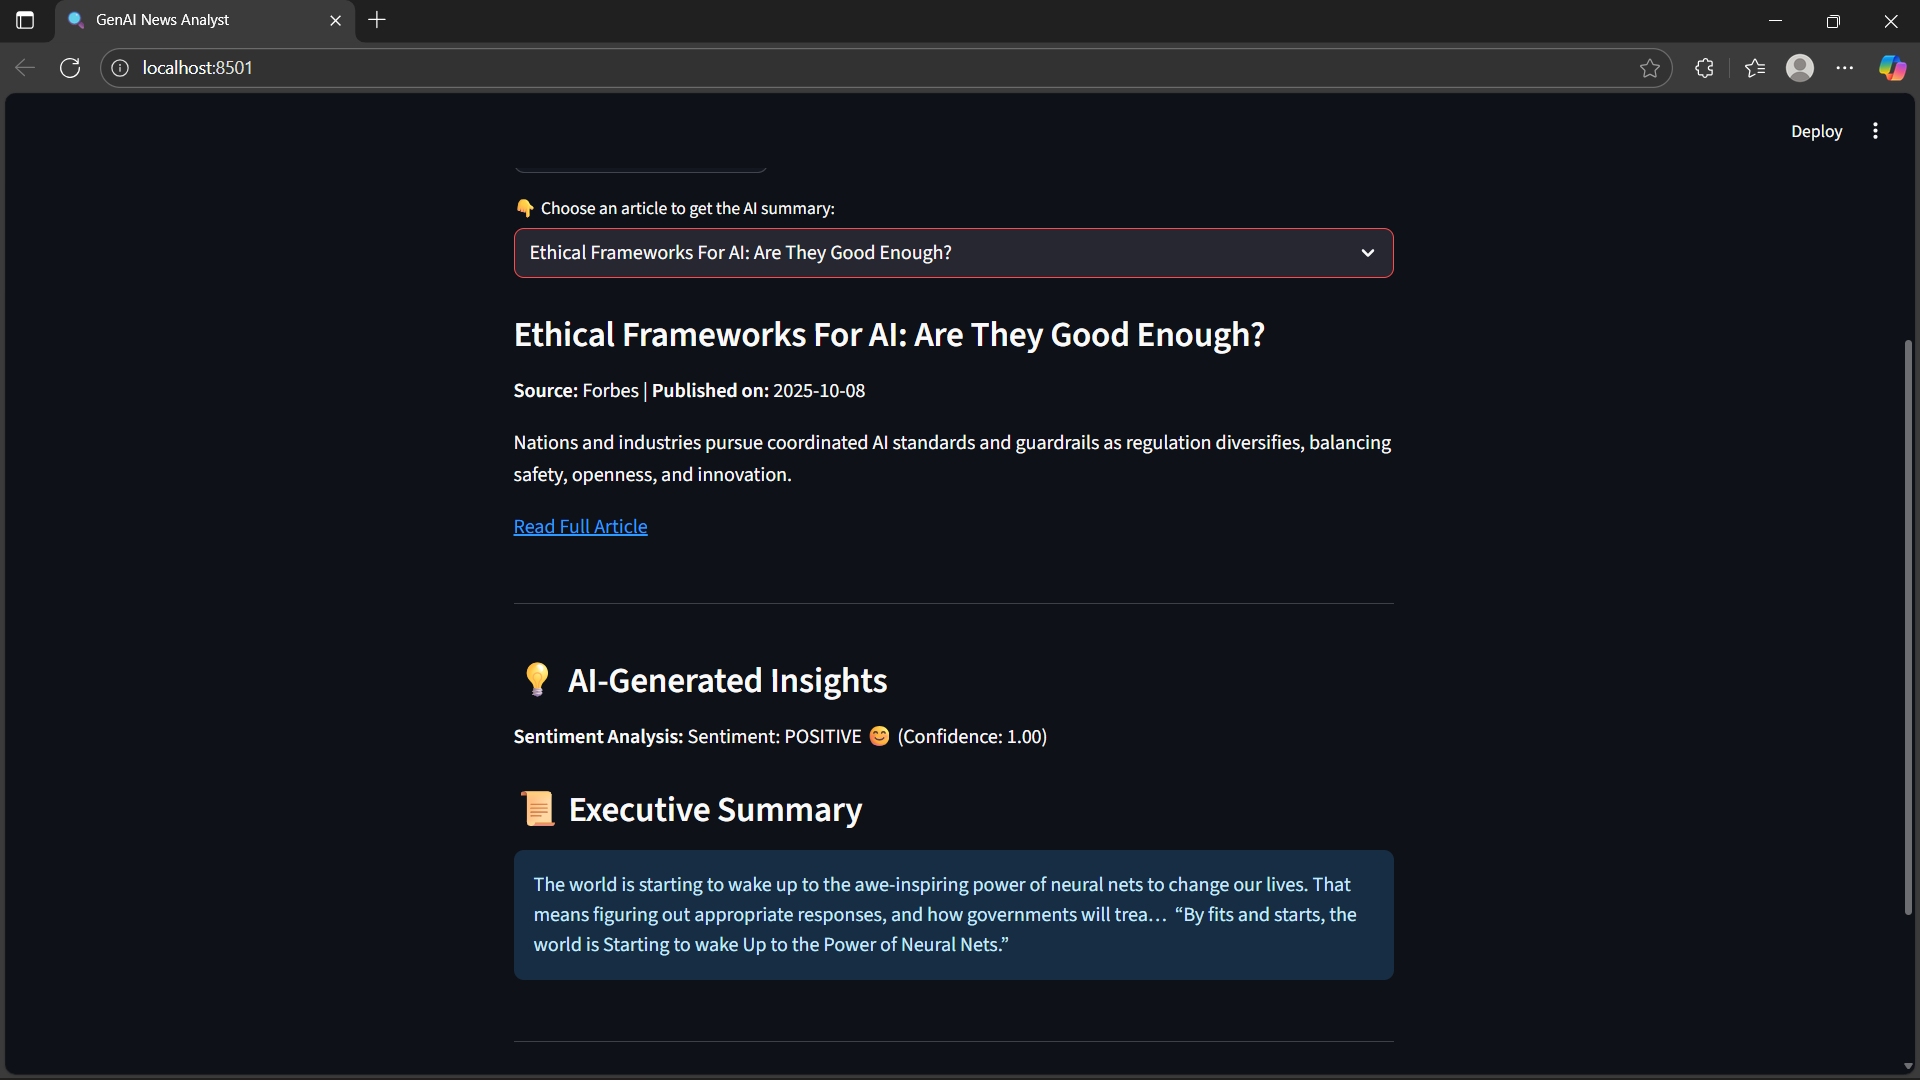 GenAI News Analyst
localhost:8501
Deploy
👇 Choose an article to get the AI summary:
Ethical Frameworks For AI: Are They Good Enough?
Ethical Frameworks For AI: Are They Good Enough?
Source: Forbes | Published on: 2025-10-08
Nations and industries pursue coordinated AI standards and guardrails as regulation diversifies, balancing
safety, openness, and innovation.
Read Full Article
💡 AI-Generated Insights
Sentiment Analysis: Sentiment: POSITIVE 😊 (Confidence: 1.00)
📜 Executive Summary
The world is starting to wake up to the awe-inspiring power of neural nets to change our lives. That
means figuring out appropriate responses, and how governments will trea… “By fits and starts, the
world is Starting to wake Up to the Power of Neural Nets.”